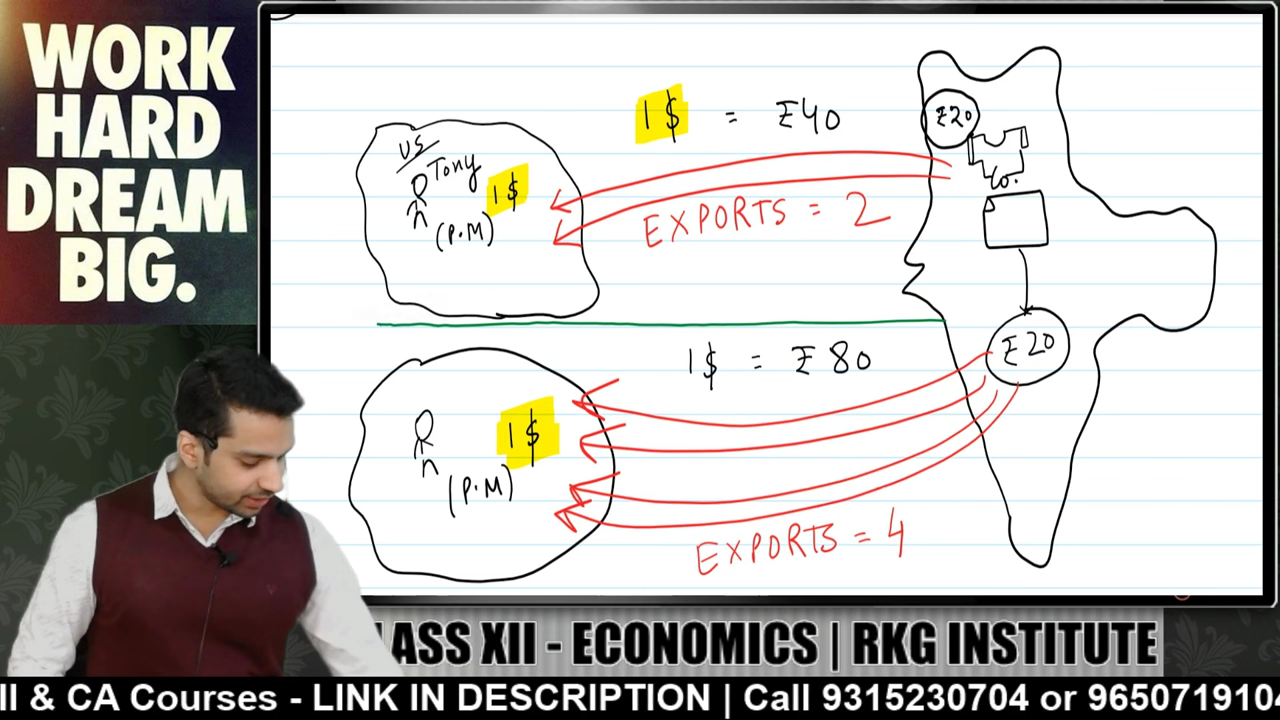 WORK
HARD
DREAM
BIG.
1 $ = ₹40
₹20
US
Tony
1 $
(P.M)
EXPORTS = 2
Co.
₹20
1 $ = ₹80
1 $
(P.M)
EXPORTS = 4
LASS XII - ECONOMICS | RKG INSTITUTE
II & CA Courses - LINK IN DESCRIPTION | Call 9315230704 or 965071910